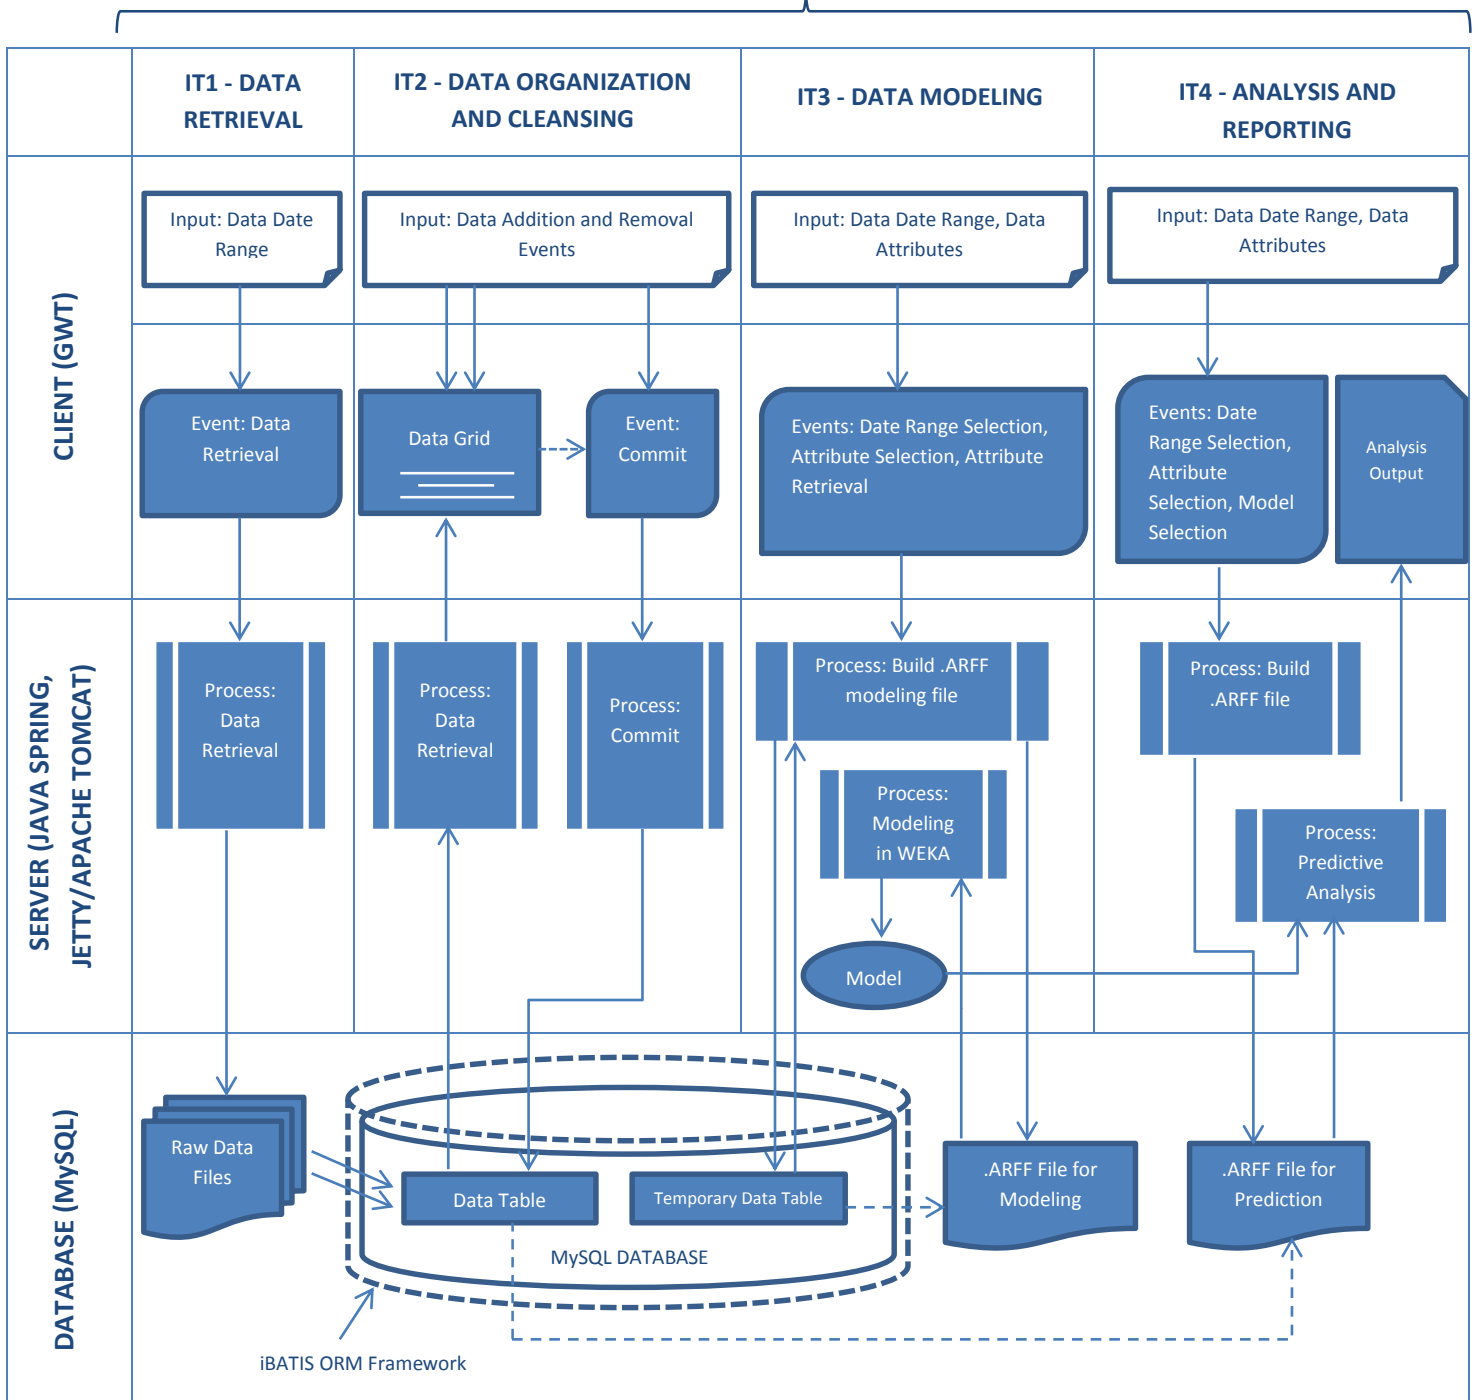 IT1 - DATA
RETRIEVAL
IT2 - DATA ORGANIZATION
AND CLEANSING
IT3 - DATA MODELING
IT4 - ANALYSIS AND
REPORTING
CLIENT (GWT)
Input: Data Date
Range
Input: Data Addition and Removal
Events
Input: Data Date Range, Data
Attributes
Input: Data Date Range, Data
Attributes
Event: Data
Retrieval
Data Grid
Event:
Commit
Events: Date Range Selection,
Attribute Selection, Attribute
Retrieval
Events: Date
Range Selection,
Attribute
Selection, Model
Selection
Analysis
Output
SERVER (JAVA SPRING,
JETTY/APACHE TOMCAT)
Process:
Data
Retrieval
Process:
Data
Retrieval
Process:
Commit
Process: Build .ARFF
modeling file
Process:
Modeling
in WEKA
Model
Process: Build
.ARFF file
Process:
Predictive
Analysis
DATABASE (MySQL)
Raw Data
Files
Data Table
Temporary Data Table
MySQL DATABASE
.ARFF File for
Modeling
.ARFF File for
Prediction
iBATIS ORM Framework